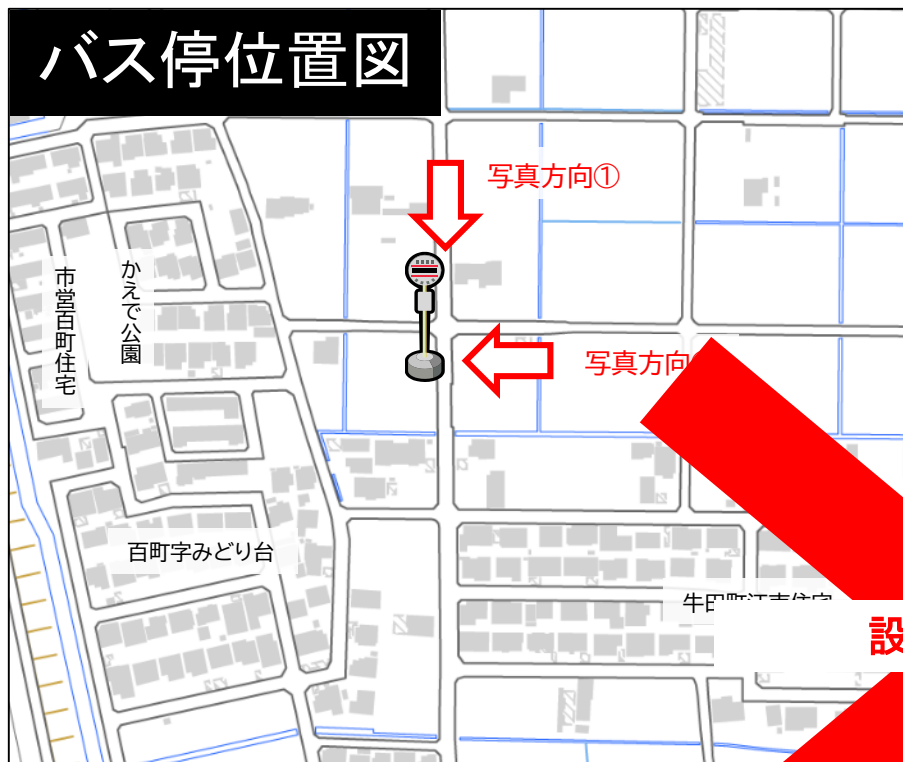 バス停位置図
写真方向①
写真方向
かえで公園
市営百町住宅
百町字みどり台
設